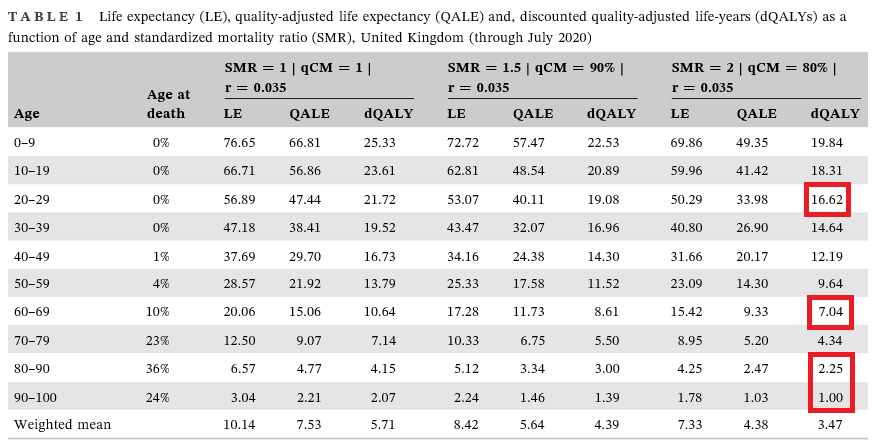 TABLE 1 Life expectancy (LE), quality-adjusted life expectancy (QALE) and, discounted quality-adjusted life-years (dQALYs) as a
function of age and standardized mortality ratio (SMR), United Kingdom (through July 2020)
SMR = 1 | qCM = 1 | SMR = 1.5 | qCM = 90% | SMR = 2 | qCM = 80% |
Age at r = 0.035 r = 0.035 r = 0.035
Age death LE QALE dQALY LE QALE dQALY LE QALE dQALY
0–9 0% 76.65 66.81 25.33 72.72 57.47 22.53 69.86 49.35 19.84
10–19 0% 66.71 56.86 23.61 62.81 48.54 20.89 59.96 41.42 18.31
20–29 0% 56.89 47.44 21.72 53.07 40.11 19.08 50.29 33.98 16.62
30–39 0% 47.18 38.41 19.52 43.47 32.07 16.96 40.80 26.90 14.64
40–49 1% 37.69 29.70 16.73 34.16 24.38 14.30 31.66 20.17 12.19
50–59 4% 28.57 21.92 13.79 25.33 17.58 11.52 23.09 14.30 9.64
60–69 10% 20.06 15.06 10.64 17.28 11.73 8.61 15.42 9.33 7.04
70–79 23% 12.50 9.07 7.14 10.33 6.75 5.50 8.95 5.20 4.34
80–90 36% 6.57 4.77 4.15 5.12 3.34 3.00 4.25 2.47 2.25
90–100 24% 3.04 2.21 2.07 2.24 1.46 1.39 1.78 1.03 1.00
Weighted mean 10.14 7.53 5.71 8.42 5.64 4.39 7.33 4.38 3.47